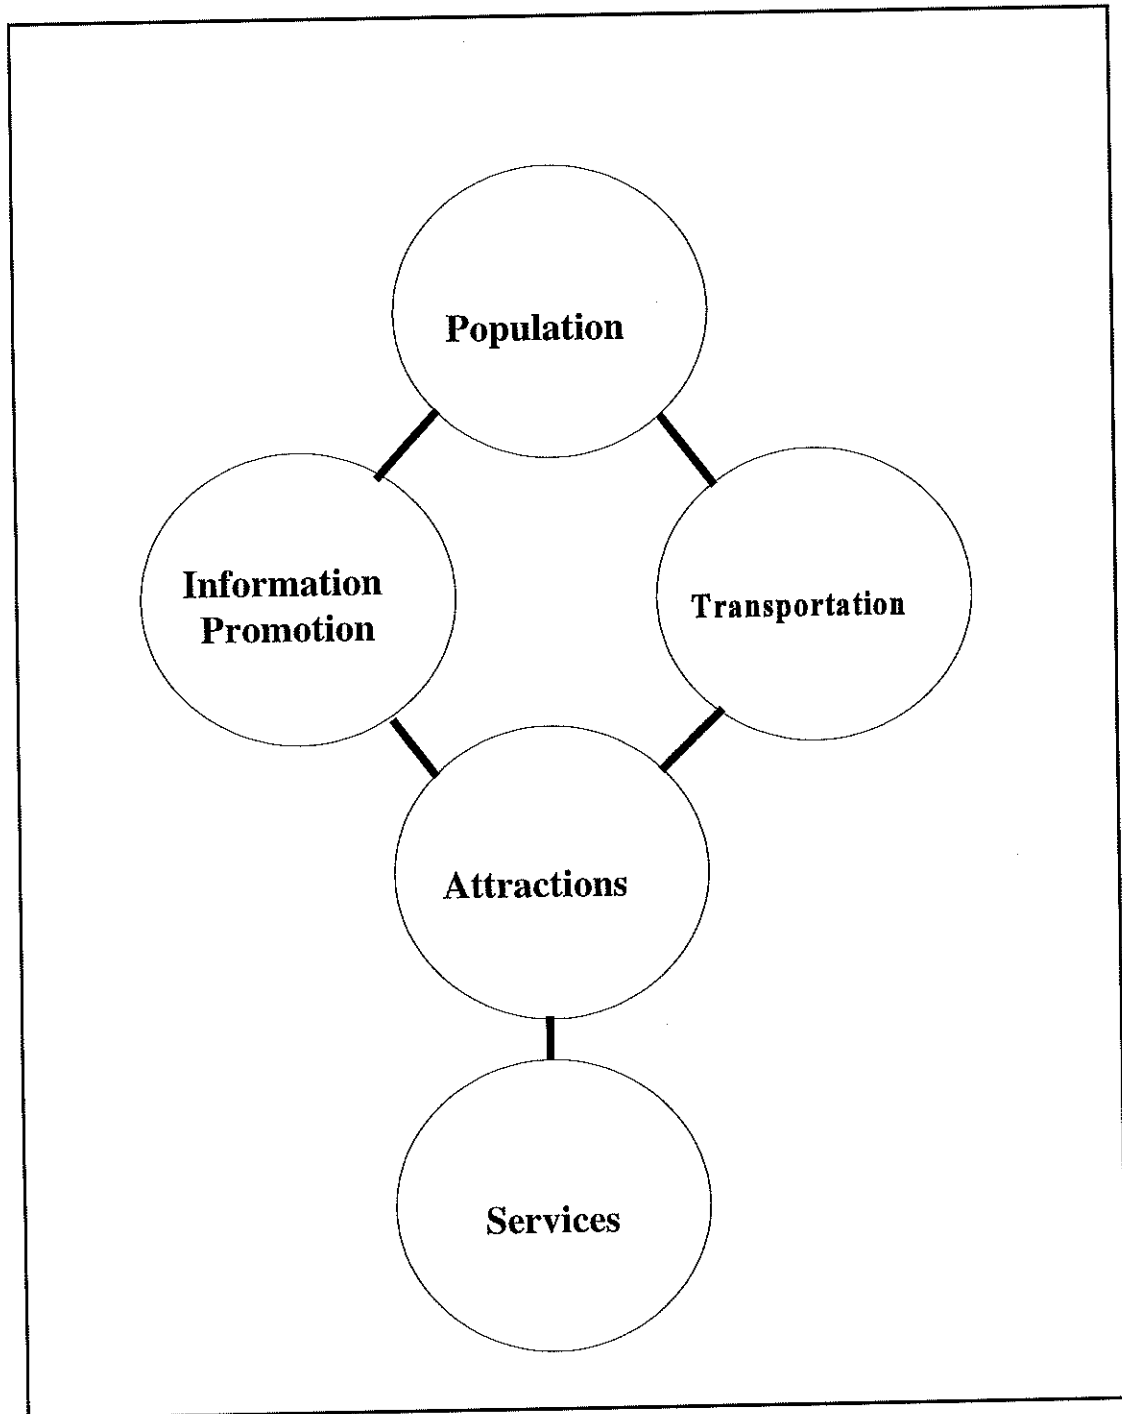 Population
Information
Promotion
Transportation
Attractions
Services